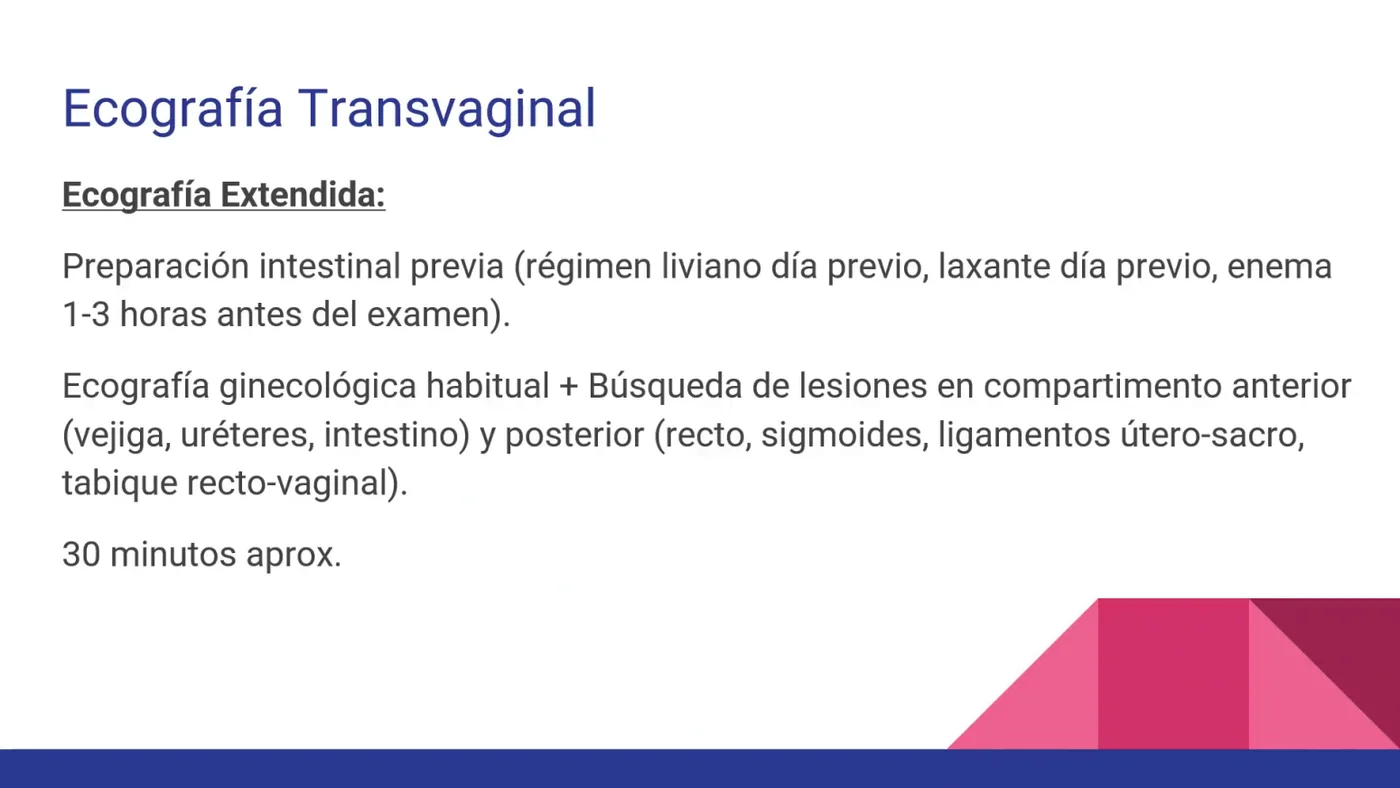 Ecografía Transvaginal
Ecografía Extendida:
Preparación intestinal previa (régimen liviano día previo, laxante día previo, enema
1-3 horas antes del examen).
Ecografía ginecológica habitual + Búsqueda de lesiones en compartimento anterior
(vejiga, uréteres, intestino) y posterior (recto, sigmoides, ligamentos útero-sacro,
tabique recto-vaginal).
30 minutos aprox.